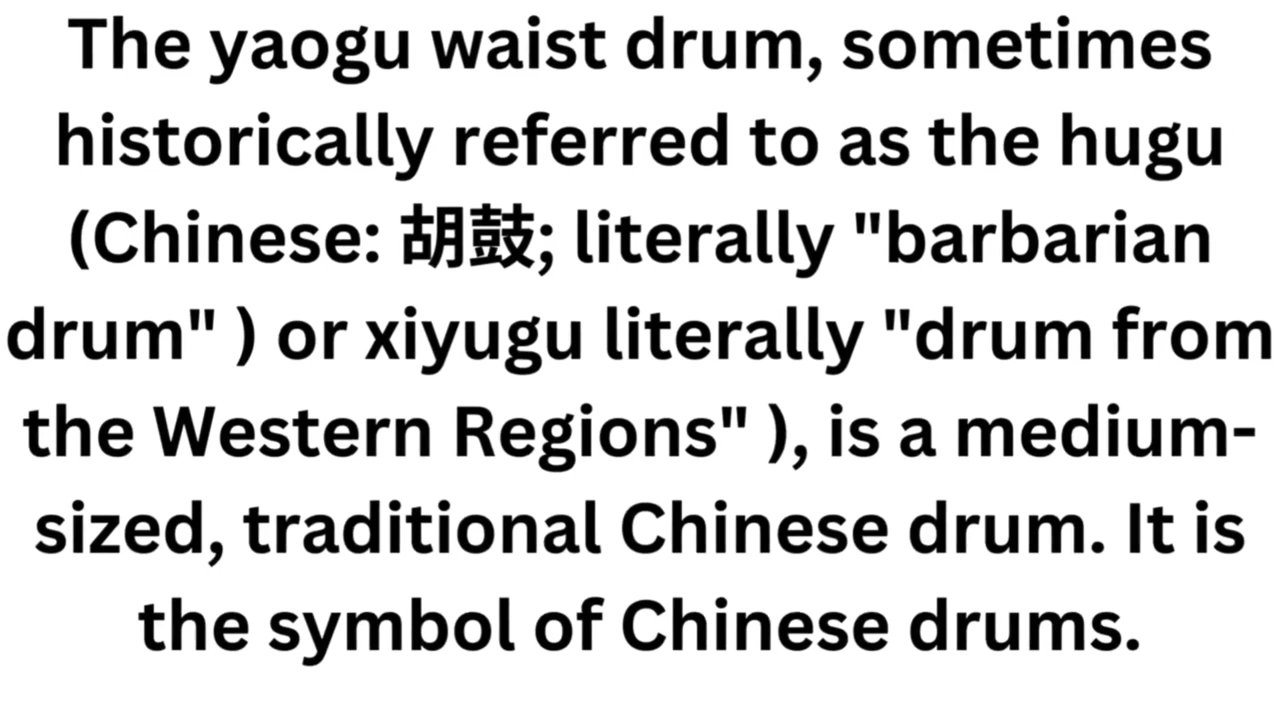 The yaogu waist drum, sometimes
historically referred to as the hugu
(Chinese: 胡鼓; literally "barbarian
drum" ) or xiyugu literally "drum from
the Western Regions" ), is a medium-
sized, traditional Chinese drum. It is
the symbol of Chinese drums.